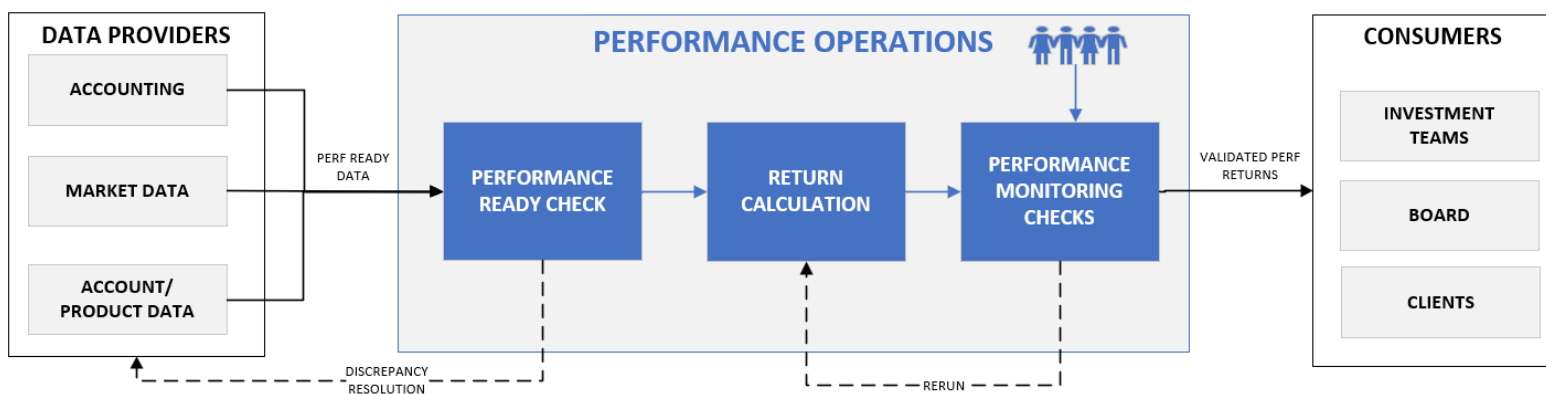 DATA PROVIDERS
ACCOUNTING
MARKET DATA
ACCOUNT/
PRODUCT DATA
PERF READY
DATA
PERFORMANCE OPERATIONS
PERFORMANCE
READY CHECK
RETURN
CALCULATION
PERFORMANCE
MONITORING
CHECKS
VALIDATED PERF
RETURNS
CONSUMERS
INVESTMENT
TEAMS
BOARD
CLIENTS
DISCREPANCY
RESOLUTION
RERUN